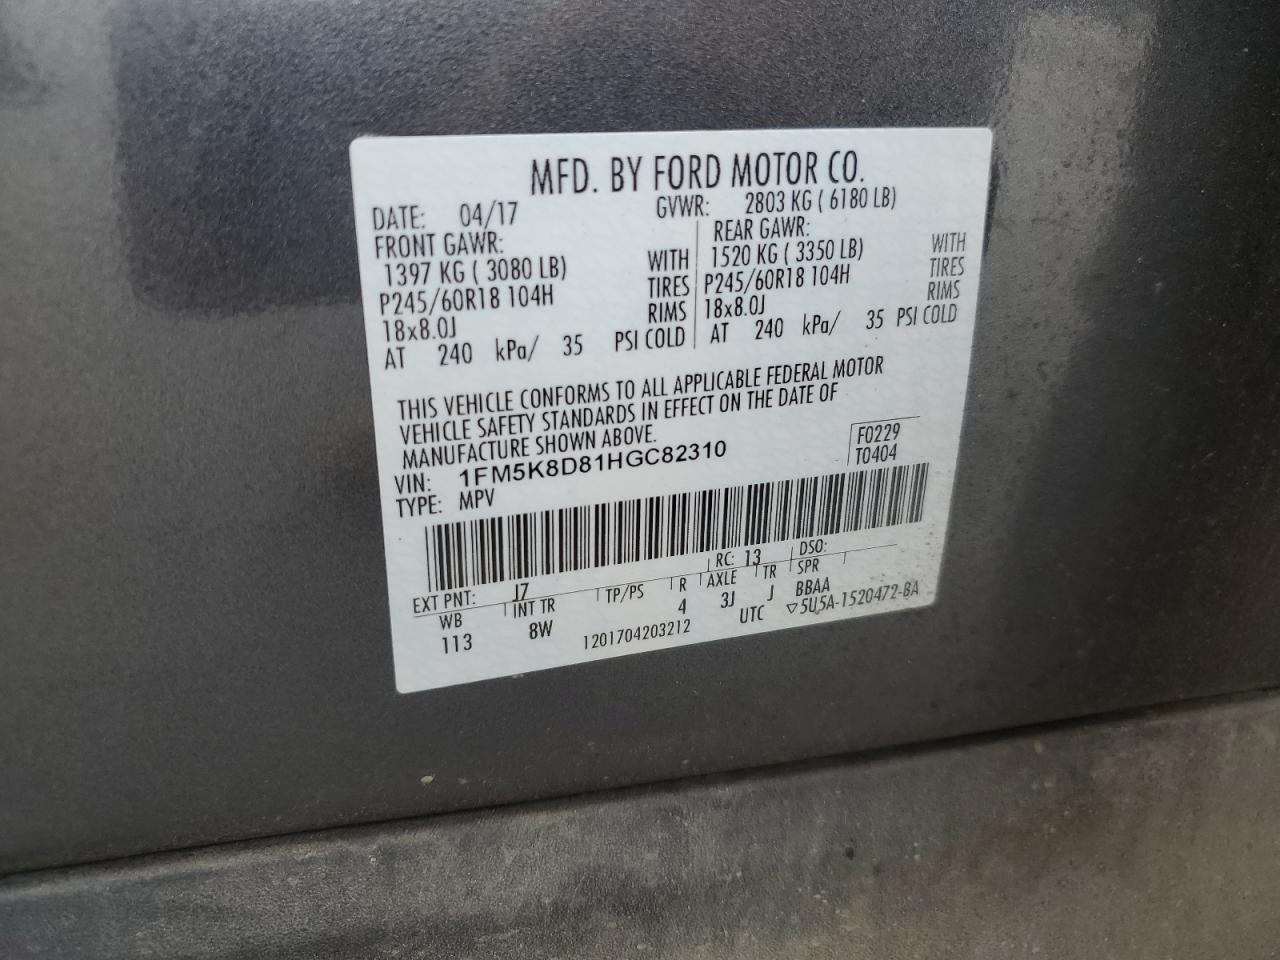 MFD. BY FORD MOTOR CO.
DATE: 04/17 GVWR: 2803 KG ( 6180 LB)
FRONT GAWR: REAR GAWR:
1397 KG ( 3080 LB) WITH 1520 KG ( 3350 LB) WITH
P245/60R18 104H TIRES P245/60R18 104H TIRES
18x8.0J RIMS 18x8.0J RIMS
AT 240 kPa/ 35 PSI COLD AT 240 kPa/ 35 PSI COLD
THIS VEHICLE CONFORMS TO ALL APPLICABLE FEDERAL MOTOR
VEHICLE SAFETY STANDARDS IN EFFECT ON THE DATE OF
MANUFACTURE SHOWN ABOVE.
VIN: 1FM5K8D81HGC82310 F0229
TYPE: MPV T0404
EXT PNT: J7 RC: 13 DSO:
WB INT TR TP/PS R AXLE TR SPR
113 8W 4 3J J BBAA
1201704203212 UTC ▽5U5A-1520472-BA